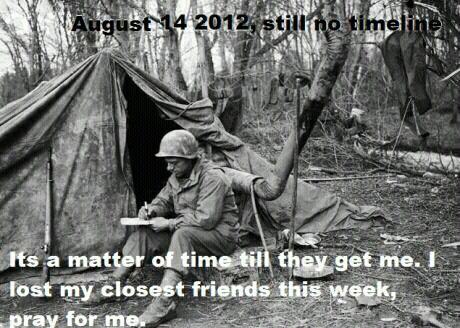 August 14 2012, still no timeline
Its a matter of time till they get me. I
lost my closest friends this week,
pray for me.